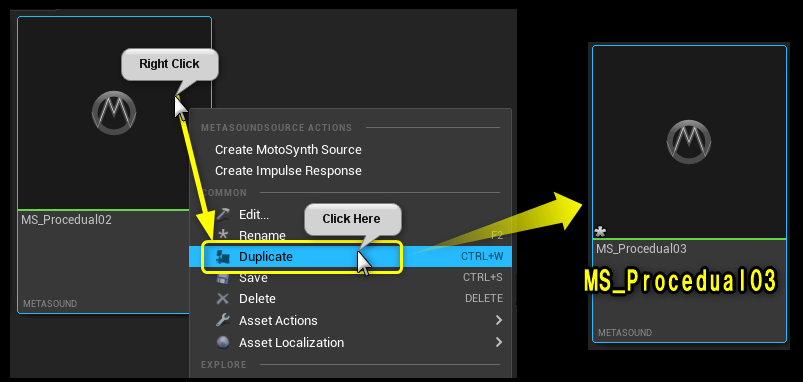 Right Click
METASOUNDSOURCE ACTIONS
Create MotoSynth Source
Create Impulse Response
COMMON
Edit...
Click Here
Rename F2
Duplicate CTRL+W
Save CTRL+S
Delete DELETE
Asset Actions
Asset Localization
EXPLORE
MS_Procedual02
METASOUND
MS_Procedual03
MS_Procedual03
METASOUND